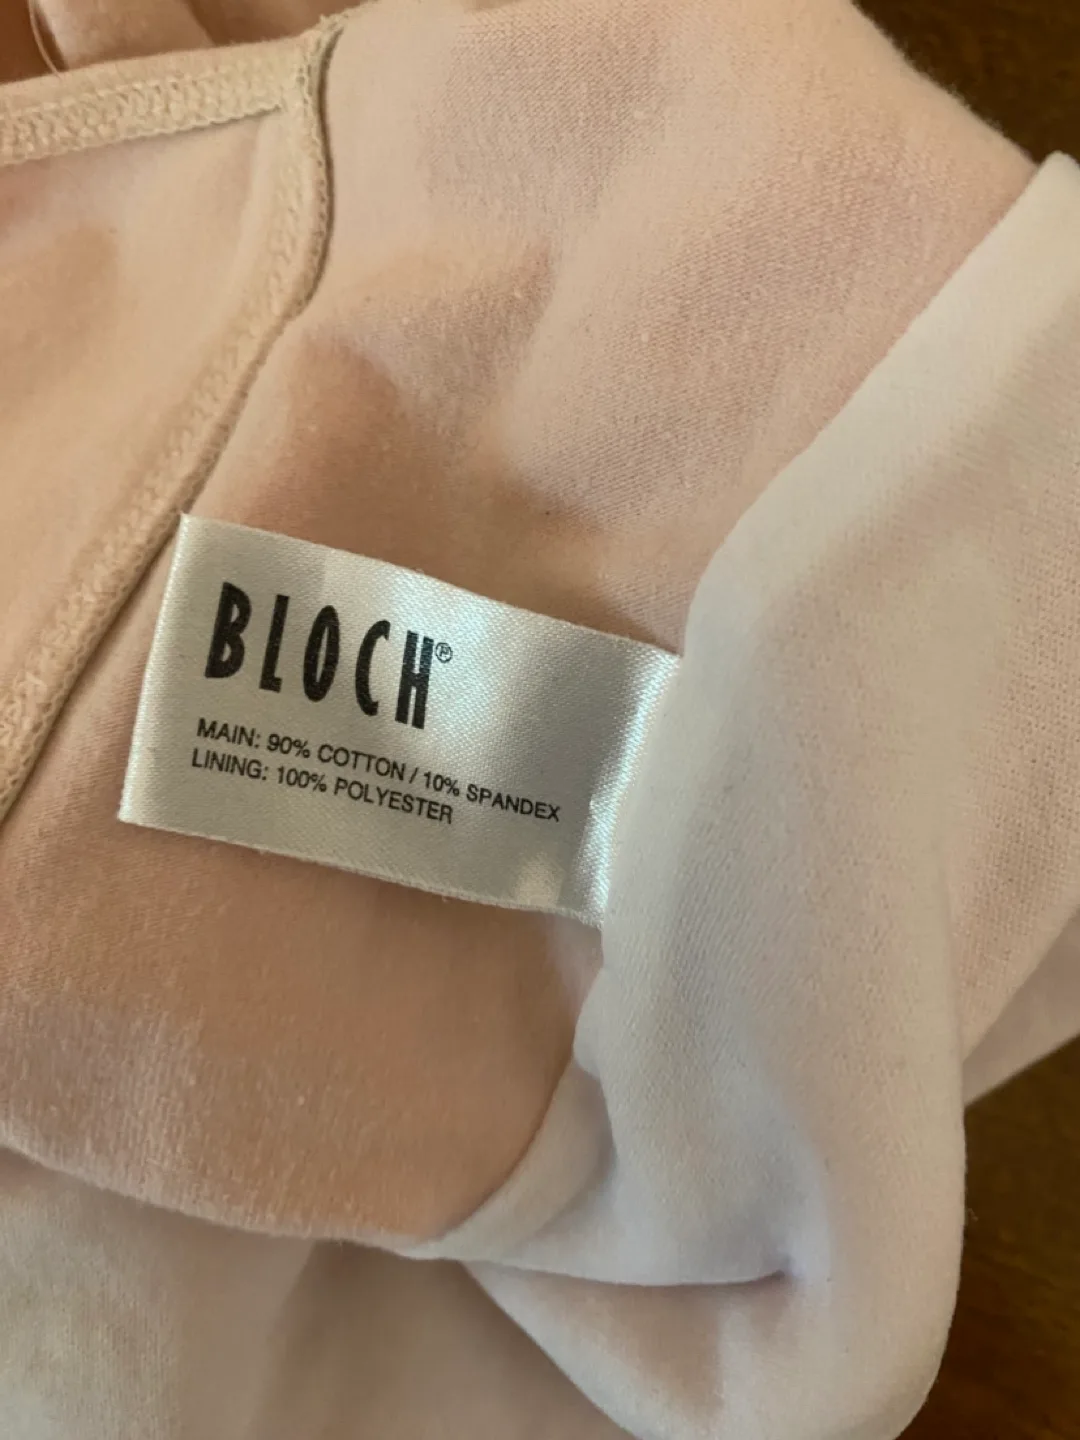 BLOCH®
MAIN: 90% COTTON / 10% SPANDEX
LINING: 100% POLYESTER